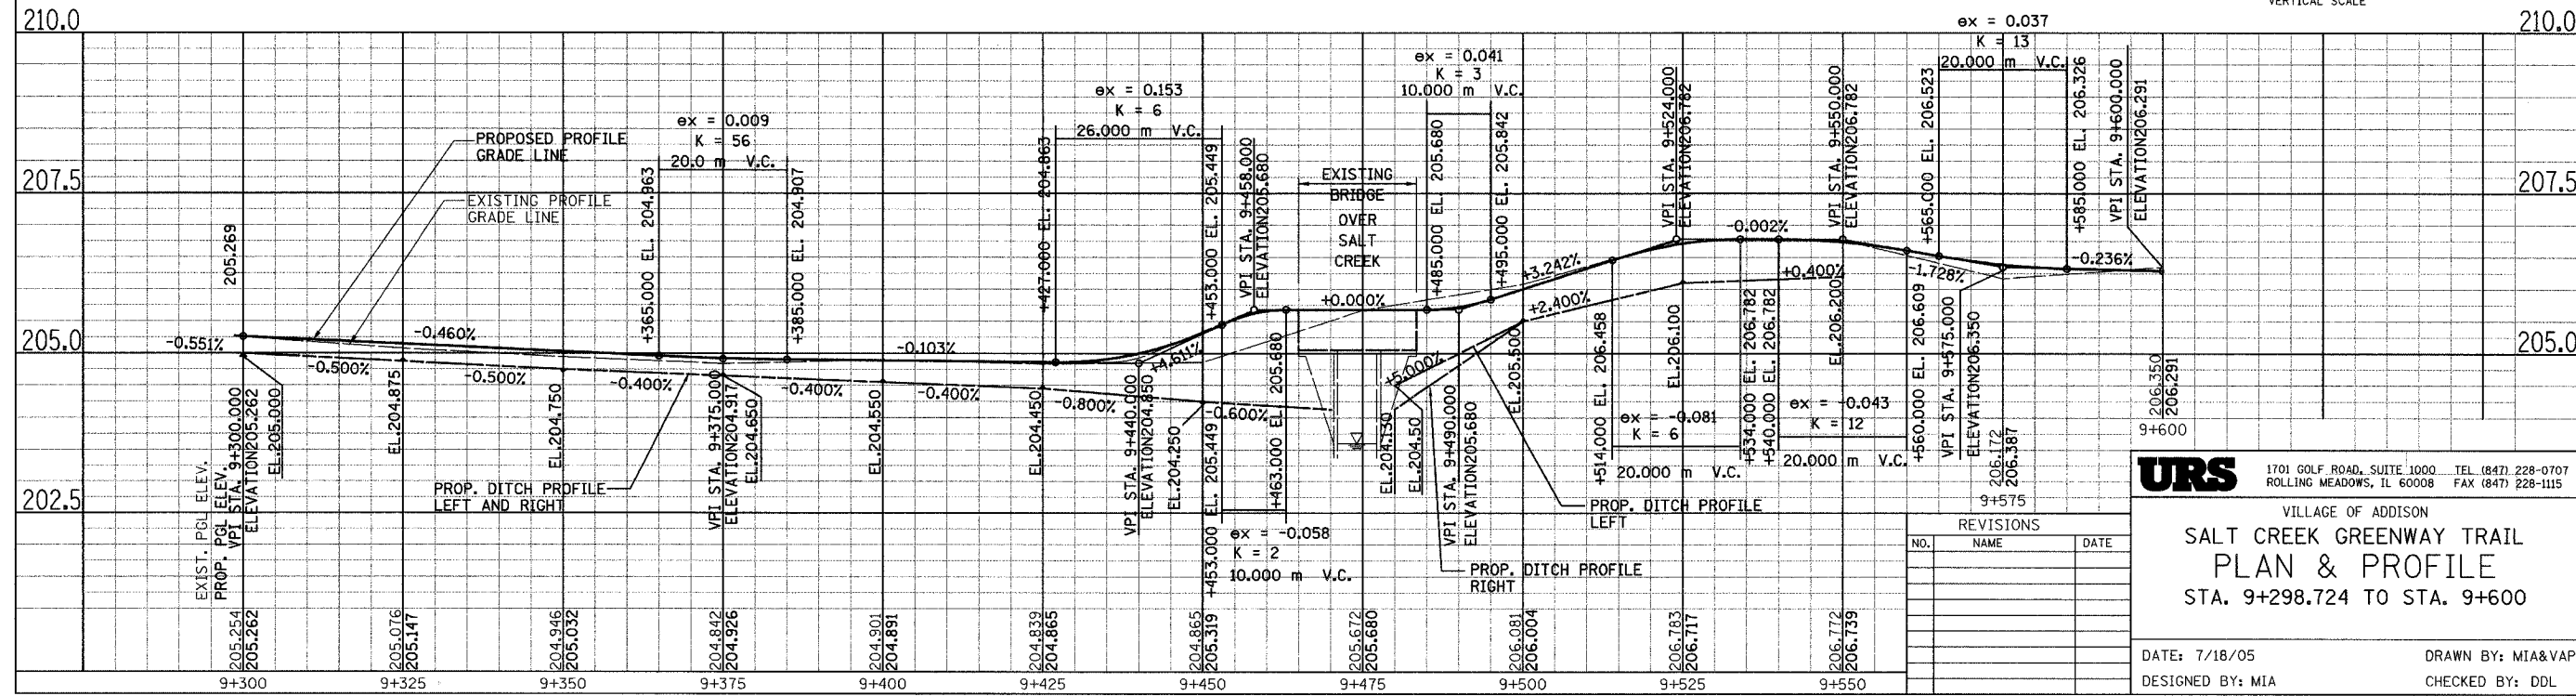 VERTICAL SCALE
210.0
210.0
207.5
207.5
205.0
205.0
202.5
ex = 0.037
K = 13
20.000 m V.C.
ex = 0.041
K = 3
10.000 m V.C.
ex = 0.153
K = 6
26.000 m V.C.
ex = 0.009
K = 56
20.0 m V.C.
PROPOSED PROFILE
GRADE LINE
EXISTING PROFILE
GRADE LINE
205.269
+365.000 EL. 204.963
+385.000 EL. 204.907
+427.000 EL. 204.863
+453.000 EL. 205.449
VPI STA. 9+458.000
ELEVATION205.680
EXISTING
BRIDGE
OVER
SALT
CREEK
+485.000 EL. 205.680
+495.000 EL. 205.842
VPI STA. 9+524.000
ELEVATION206.782
VPI STA. 9+550.000
ELEVATION206.782
+565.000 EL. 206.523
+585.000 EL. 206.326
VPI STA. 9+600.000
ELEVATION206.291
-0.551%
-0.460%
-0.103%
+4.611%
+0.000%
+3.242%
-0.002%
-1.728%
-0.236%
-0.500%
-0.500%
-0.400%
-0.400%
-0.400%
-0.800%
-0.600%
+5.000%
+2.400%
+0.400%
EXIST. PGL ELEV.
PROP. PGL ELEV.
VPI STA. 9+300.000
ELEVATION205.262
EL.205.000
EL.204.875
EL.204.750
VPI STA. 9+375.000
ELEVATION204.917
EL.204.650
EL.204.550
EL.204.450
VPI STA. 9+440.000
ELEVATION204.850
EL.204.250
+453.000 EL. 205.449
+463.000 EL. 205.680
EL.204.130
EL.204.50
VPI STA. 9+490.000
ELEVATION205.680
EL.205.500
+514.000 EL. 206.458
EL.206.100
+534.000 EL. 206.782
+540.000 EL. 206.782
EL.206.200
+560.000 EL. 206.609
VPI STA. 9+575.000
ELEVATION206.350
206.172
206.387
9+575
206.350
206.291
9+600
PROP. DITCH PROFILE
LEFT AND RIGHT
ex = -0.058
K = 2
10.000 m V.C.
PROP. DITCH PROFILE
RIGHT
PROP. DITCH PROFILE
LEFT
ex = -0.081
K = 6
20.000 m V.C.
ex = -0.043
K = 12
20.000 m V.C.
205.254
205.262
205.076
205.147
204.946
205.032
204.842
204.926
204.901
204.891
204.839
204.865
204.865
205.319
205.672
205.680
206.081
206.004
206.783
206.717
206.772
206.739
9+300
9+325
9+350
9+375
9+400
9+425
9+450
9+475
9+500
9+525
9+550
URS
1701 GOLF ROAD, SUITE 1000 TEL (847) 228-0707
ROLLING MEADOWS, IL 60008 FAX (847) 228-1115
REVISIONS
NO. NAME DATE
VILLAGE OF ADDISON
SALT CREEK GREENWAY TRAIL
PLAN & PROFILE
STA. 9+298.724 TO STA. 9+600
DATE: 7/18/05 DRAWN BY: MIA&VAP
DESIGNED BY: MIA CHECKED BY: DDL